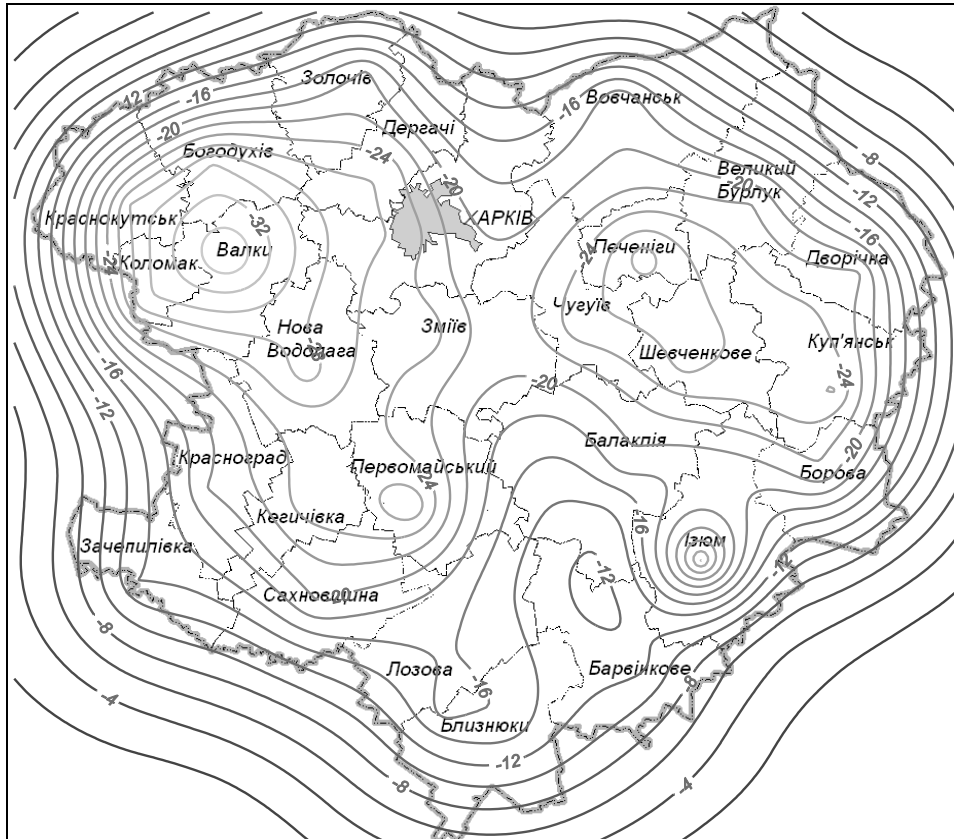 Золочів
-12
-16
Вовчанськ
-16
Дергачі
-20
Богодухів
-24
-8
Великий
-20
Бурлук
-20
-12
Краснокутськ
-32
ХАРКІВ
-16
Валки
Печеніги
-24
Коломак
-24
Дворічна
Чугуїв
Нова
Водолага
Зміїв
Шевченкове
Куп'янськ
-28
-16
-20
-24
-12
Балаклія
Красноград
Первомайський
-24
-20
Борова
Кегичівка
-16
Ізюм
Зачепилівка
-12
-12
Сахновщина
-20
-8
Лозова
Барвінкове
-16
-8
-4
Близнюки
-12
-8
-4